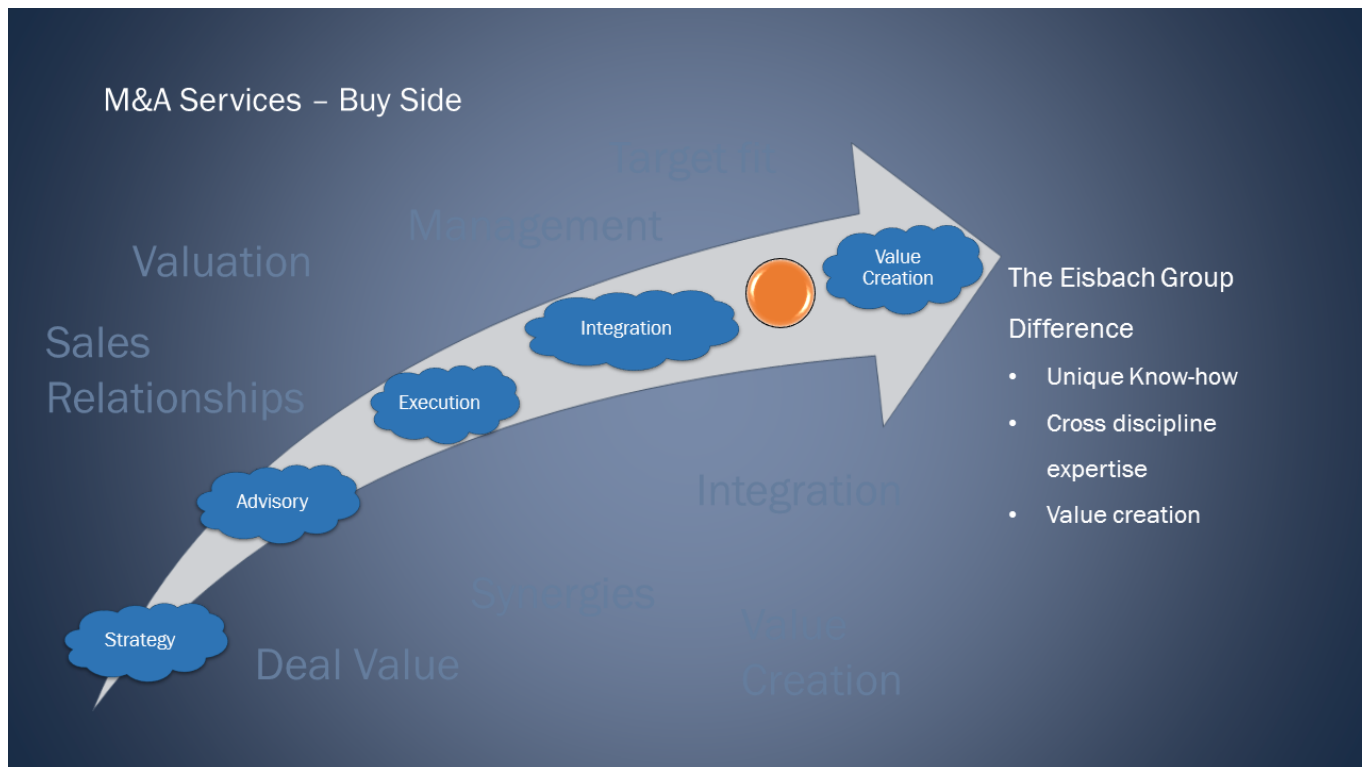 M&A Services – Buy Side
Target fit
Management
Valuation
Sales
Relationships
Value
Creation
Integration
Execution
Advisory
Strategy
The Eisbach Group
Difference
• Unique Know-how
• Cross discipline
expertise
• Value creation
Integration
Synergies
Deal Value
Value
Creation